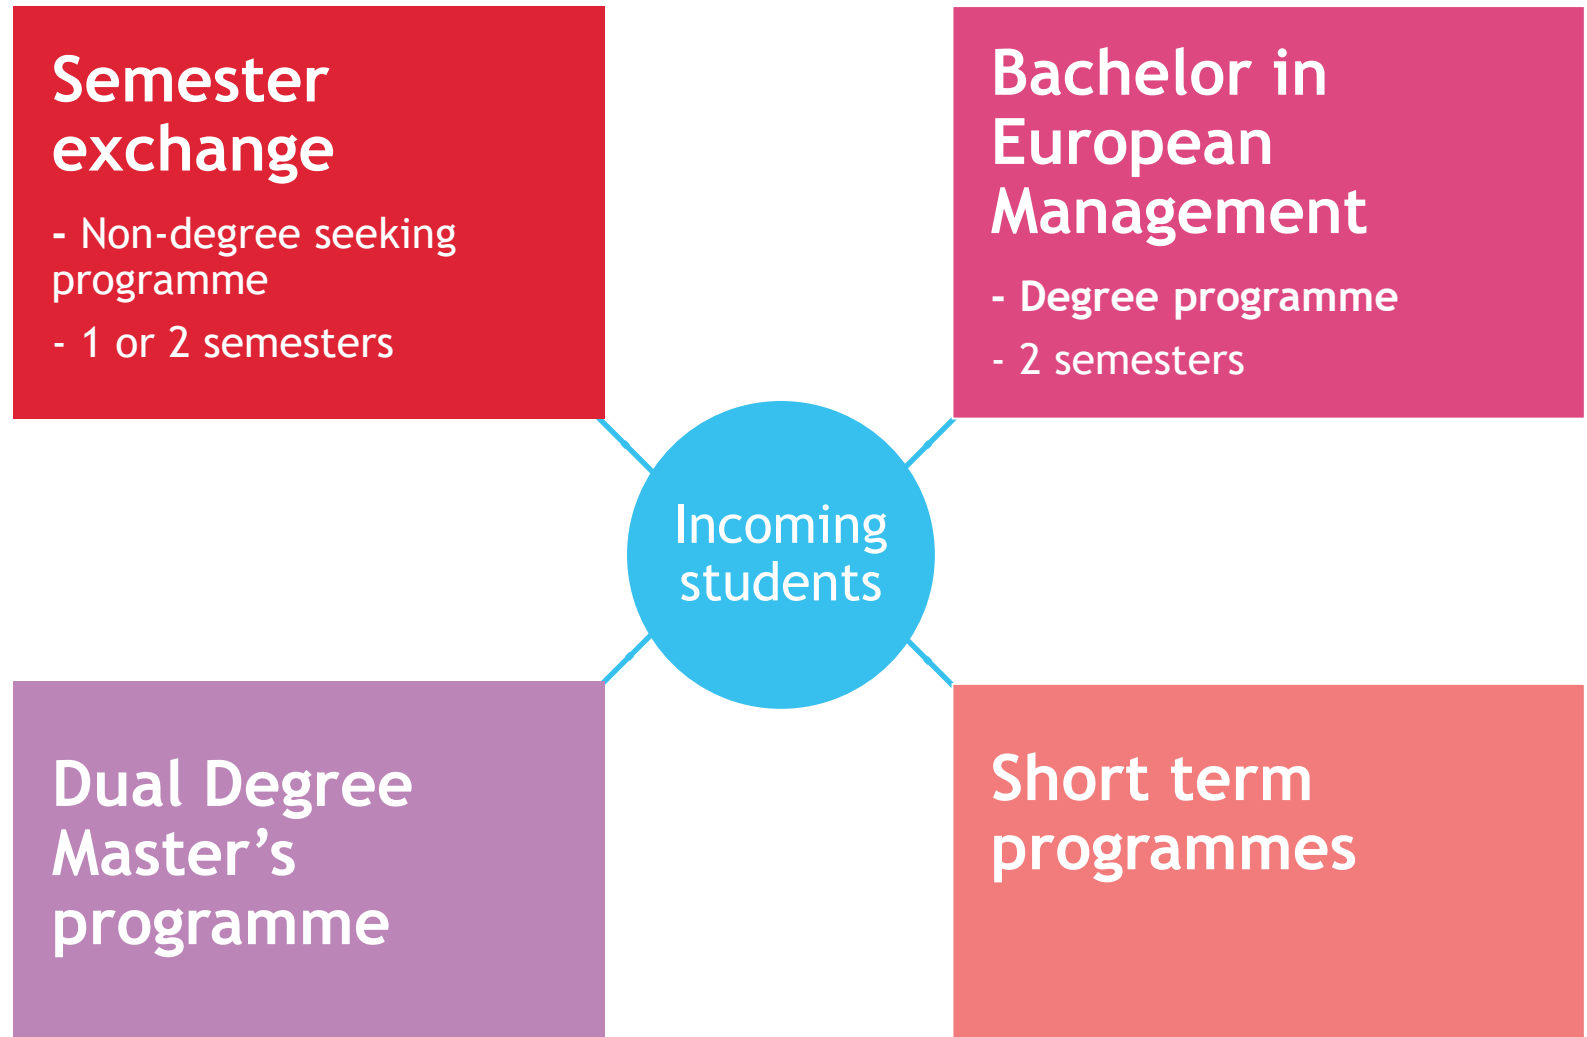 Semester
exchange
- Non-degree seeking
programme
- 1 or 2 semesters
Bachelor in
European
Management
- Degree programme
- 2 semesters
Incoming
students
Dual Degree
Master’s
programme
Short term
programmes